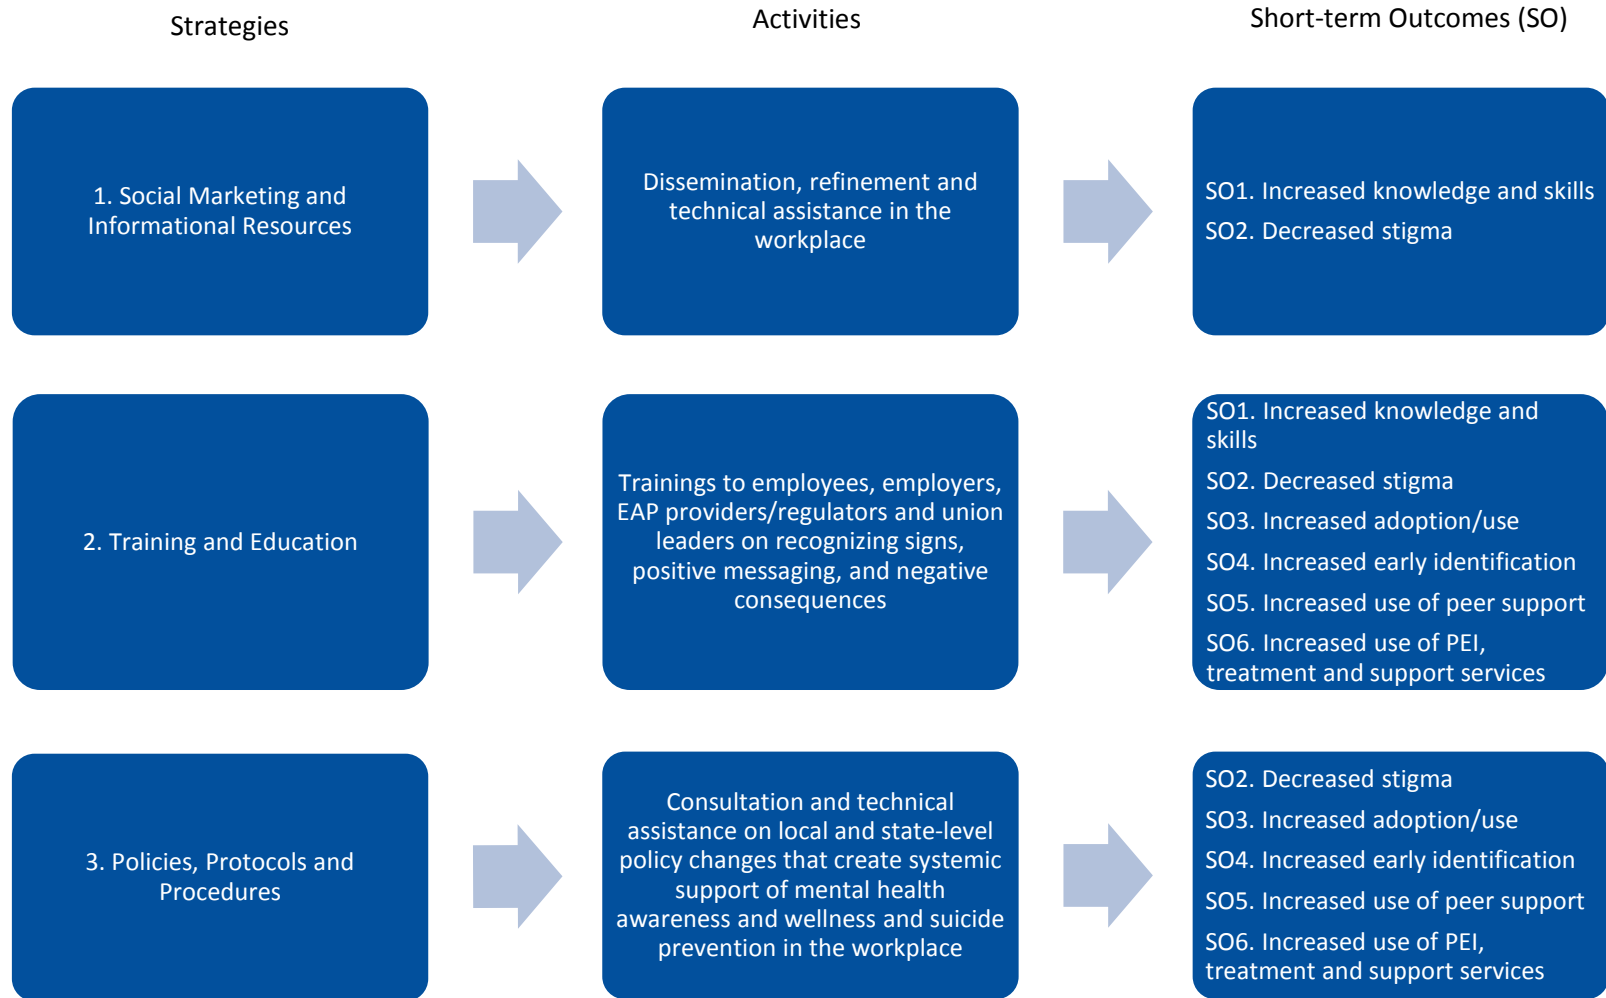 Strategies
Activities
Short-term Outcomes (SO)
1. Social Marketing and
Informational Resources
Dissemination, refinement and
technical assistance in the
workplace
SO1. Increased knowledge and skills
SO2. Decreased stigma
2. Training and Education
Trainings to employees, employers,
EAP providers/regulators and union
leaders on recognizing signs,
positive messaging, and negative
consequences
SO1. Increased knowledge and
skills
SO2. Decreased stigma
SO3. Increased adoption/use
SO4. Increased early identification
SO5. Increased use of peer support
SO6. Increased use of PEI,
treatment and support services
3. Policies, Protocols and
Procedures
Consultation and technical
assistance on local and state-level
policy changes that create systemic
support of mental health
awareness and wellness and suicide
prevention in the workplace
SO2. Decreased stigma
SO3. Increased adoption/use
SO4. Increased early identification
SO5. Increased use of peer support
SO6. Increased use of PEI,
treatment and support services